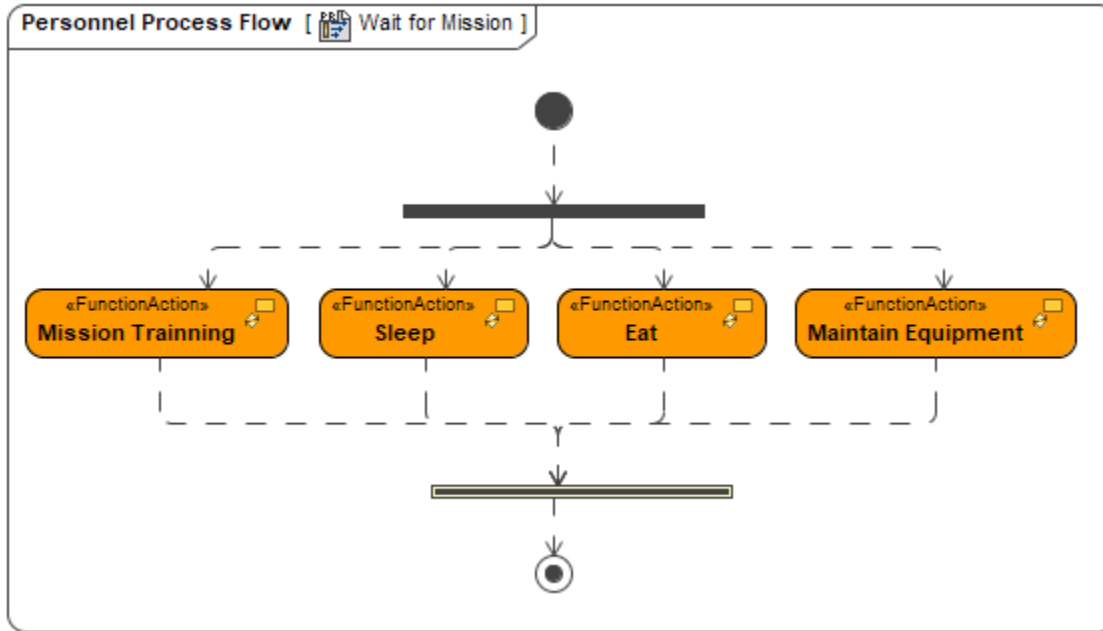 Personnel Process Flow [ Wait for Mission ]
«FunctionAction»
Mission Trainning
«FunctionAction»
Sleep
«FunctionAction»
Eat
«FunctionAction»
Maintain Equipment